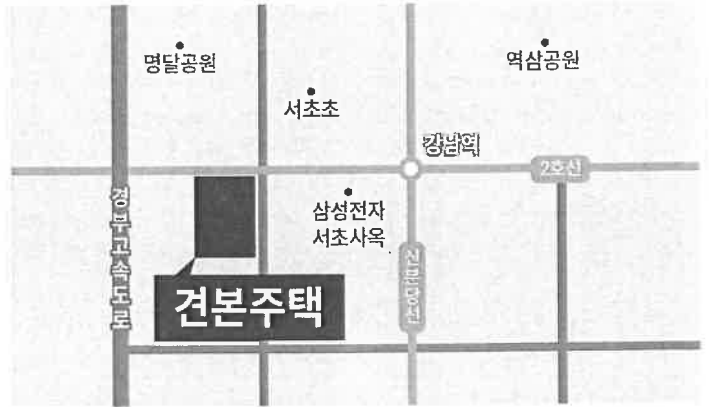 명달공원
역삼공원
서초초
강남역
2호선
삼성전자
서초사옥
경부고속도로
신분당선
견본주택